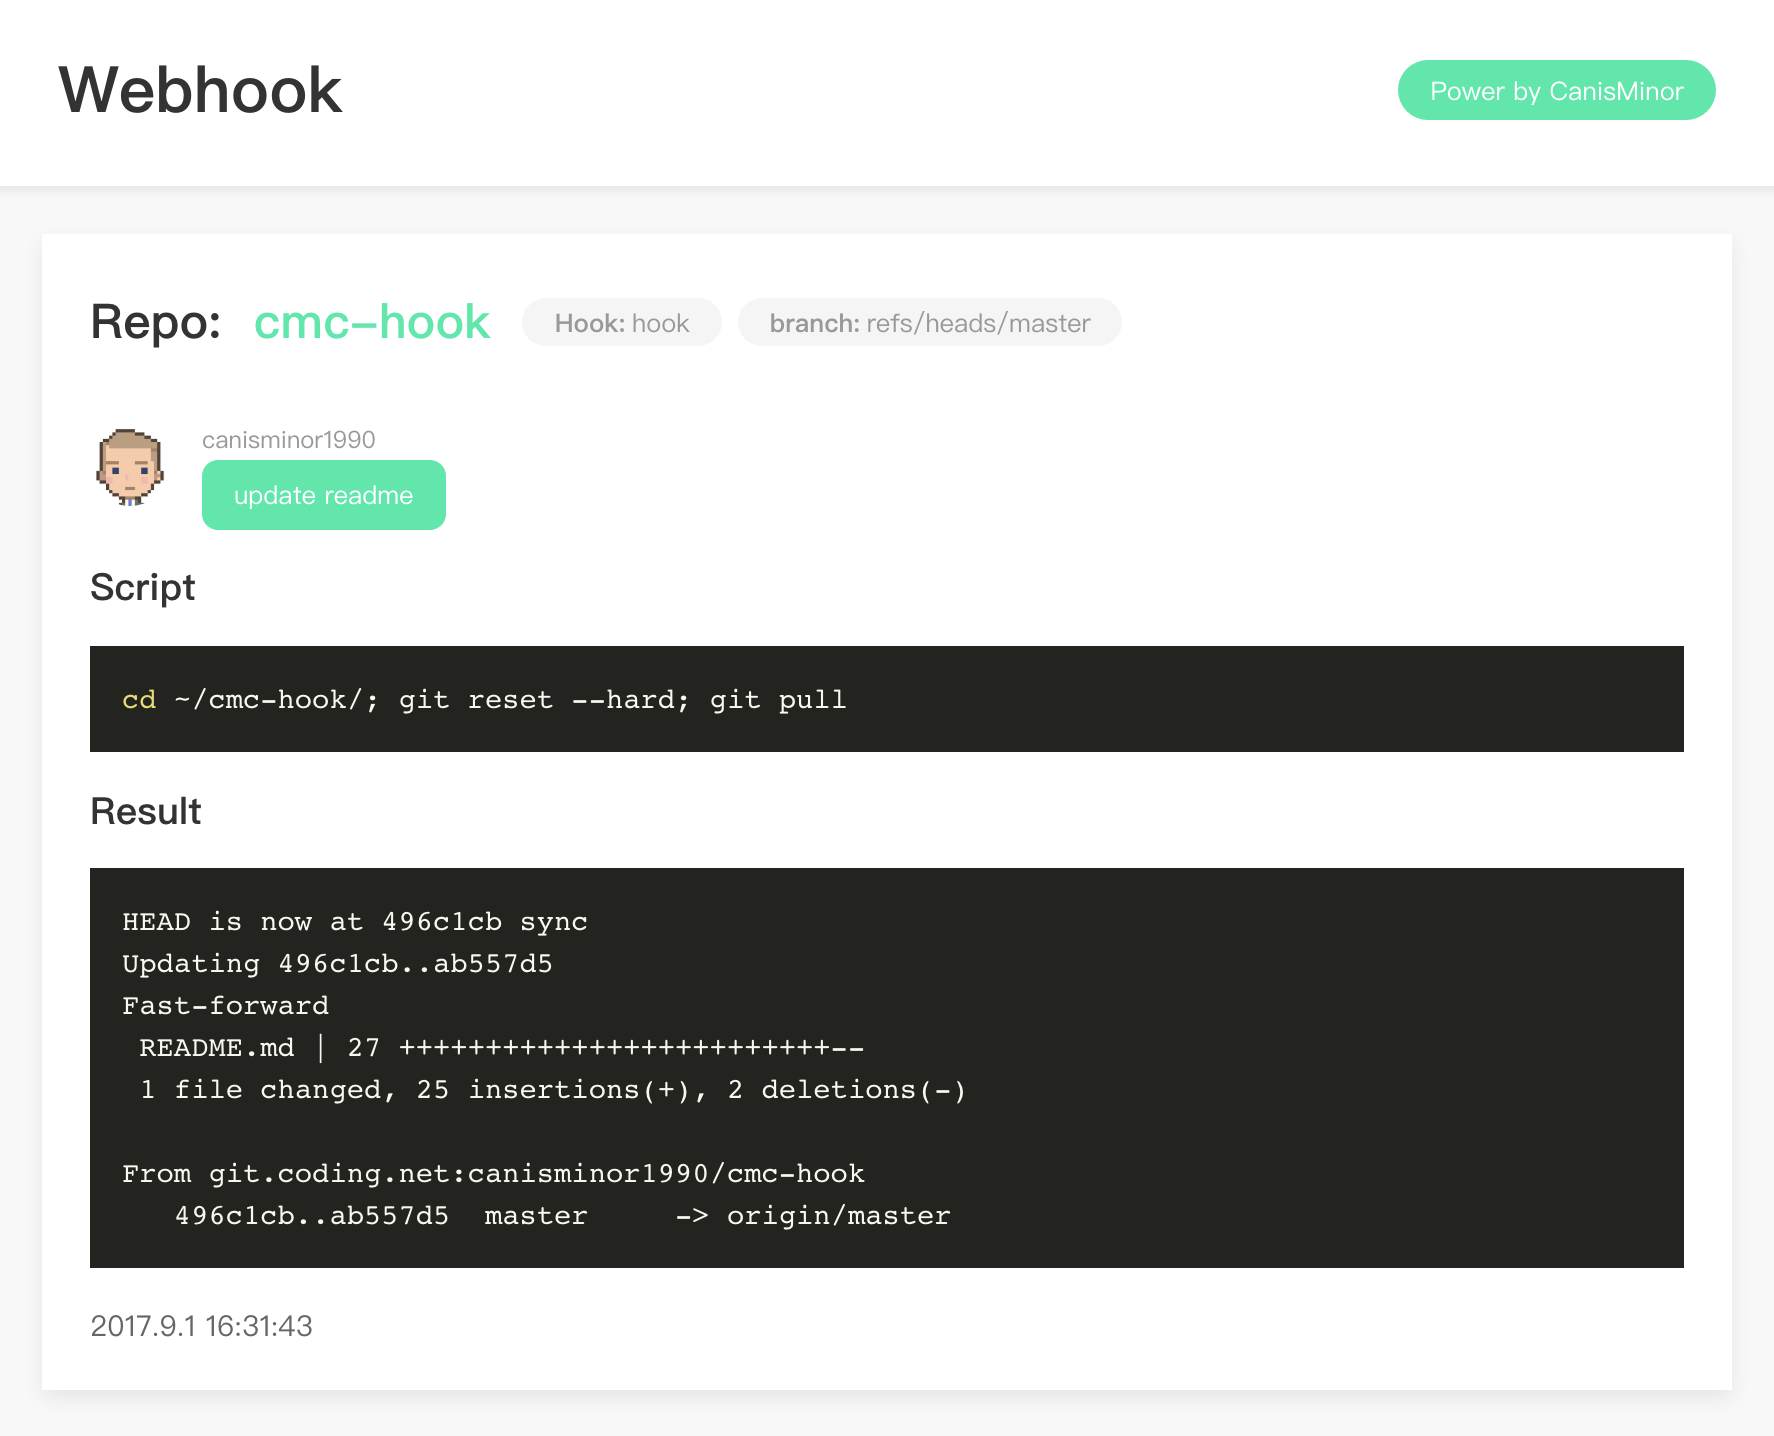 Webhook
Power by CanisMinor
Repo: cmc-hook Hook: hook branch: refs/heads/master
canisminor1990
update readme
Script
cd ~/cmc-hook/; git reset --hard; git pull
Result
HEAD is now at 496c1cb sync
Updating 496c1cb..ab557d5
Fast-forward
 README.md | 27 +++++++++++++++++++++++++--
 1 file changed, 25 insertions(+), 2 deletions(-)
From git.coding.net:canisminor1990/cmc-hook
   496c1cb..ab557d5  master     -> origin/master
2017.9.1 16:31:43